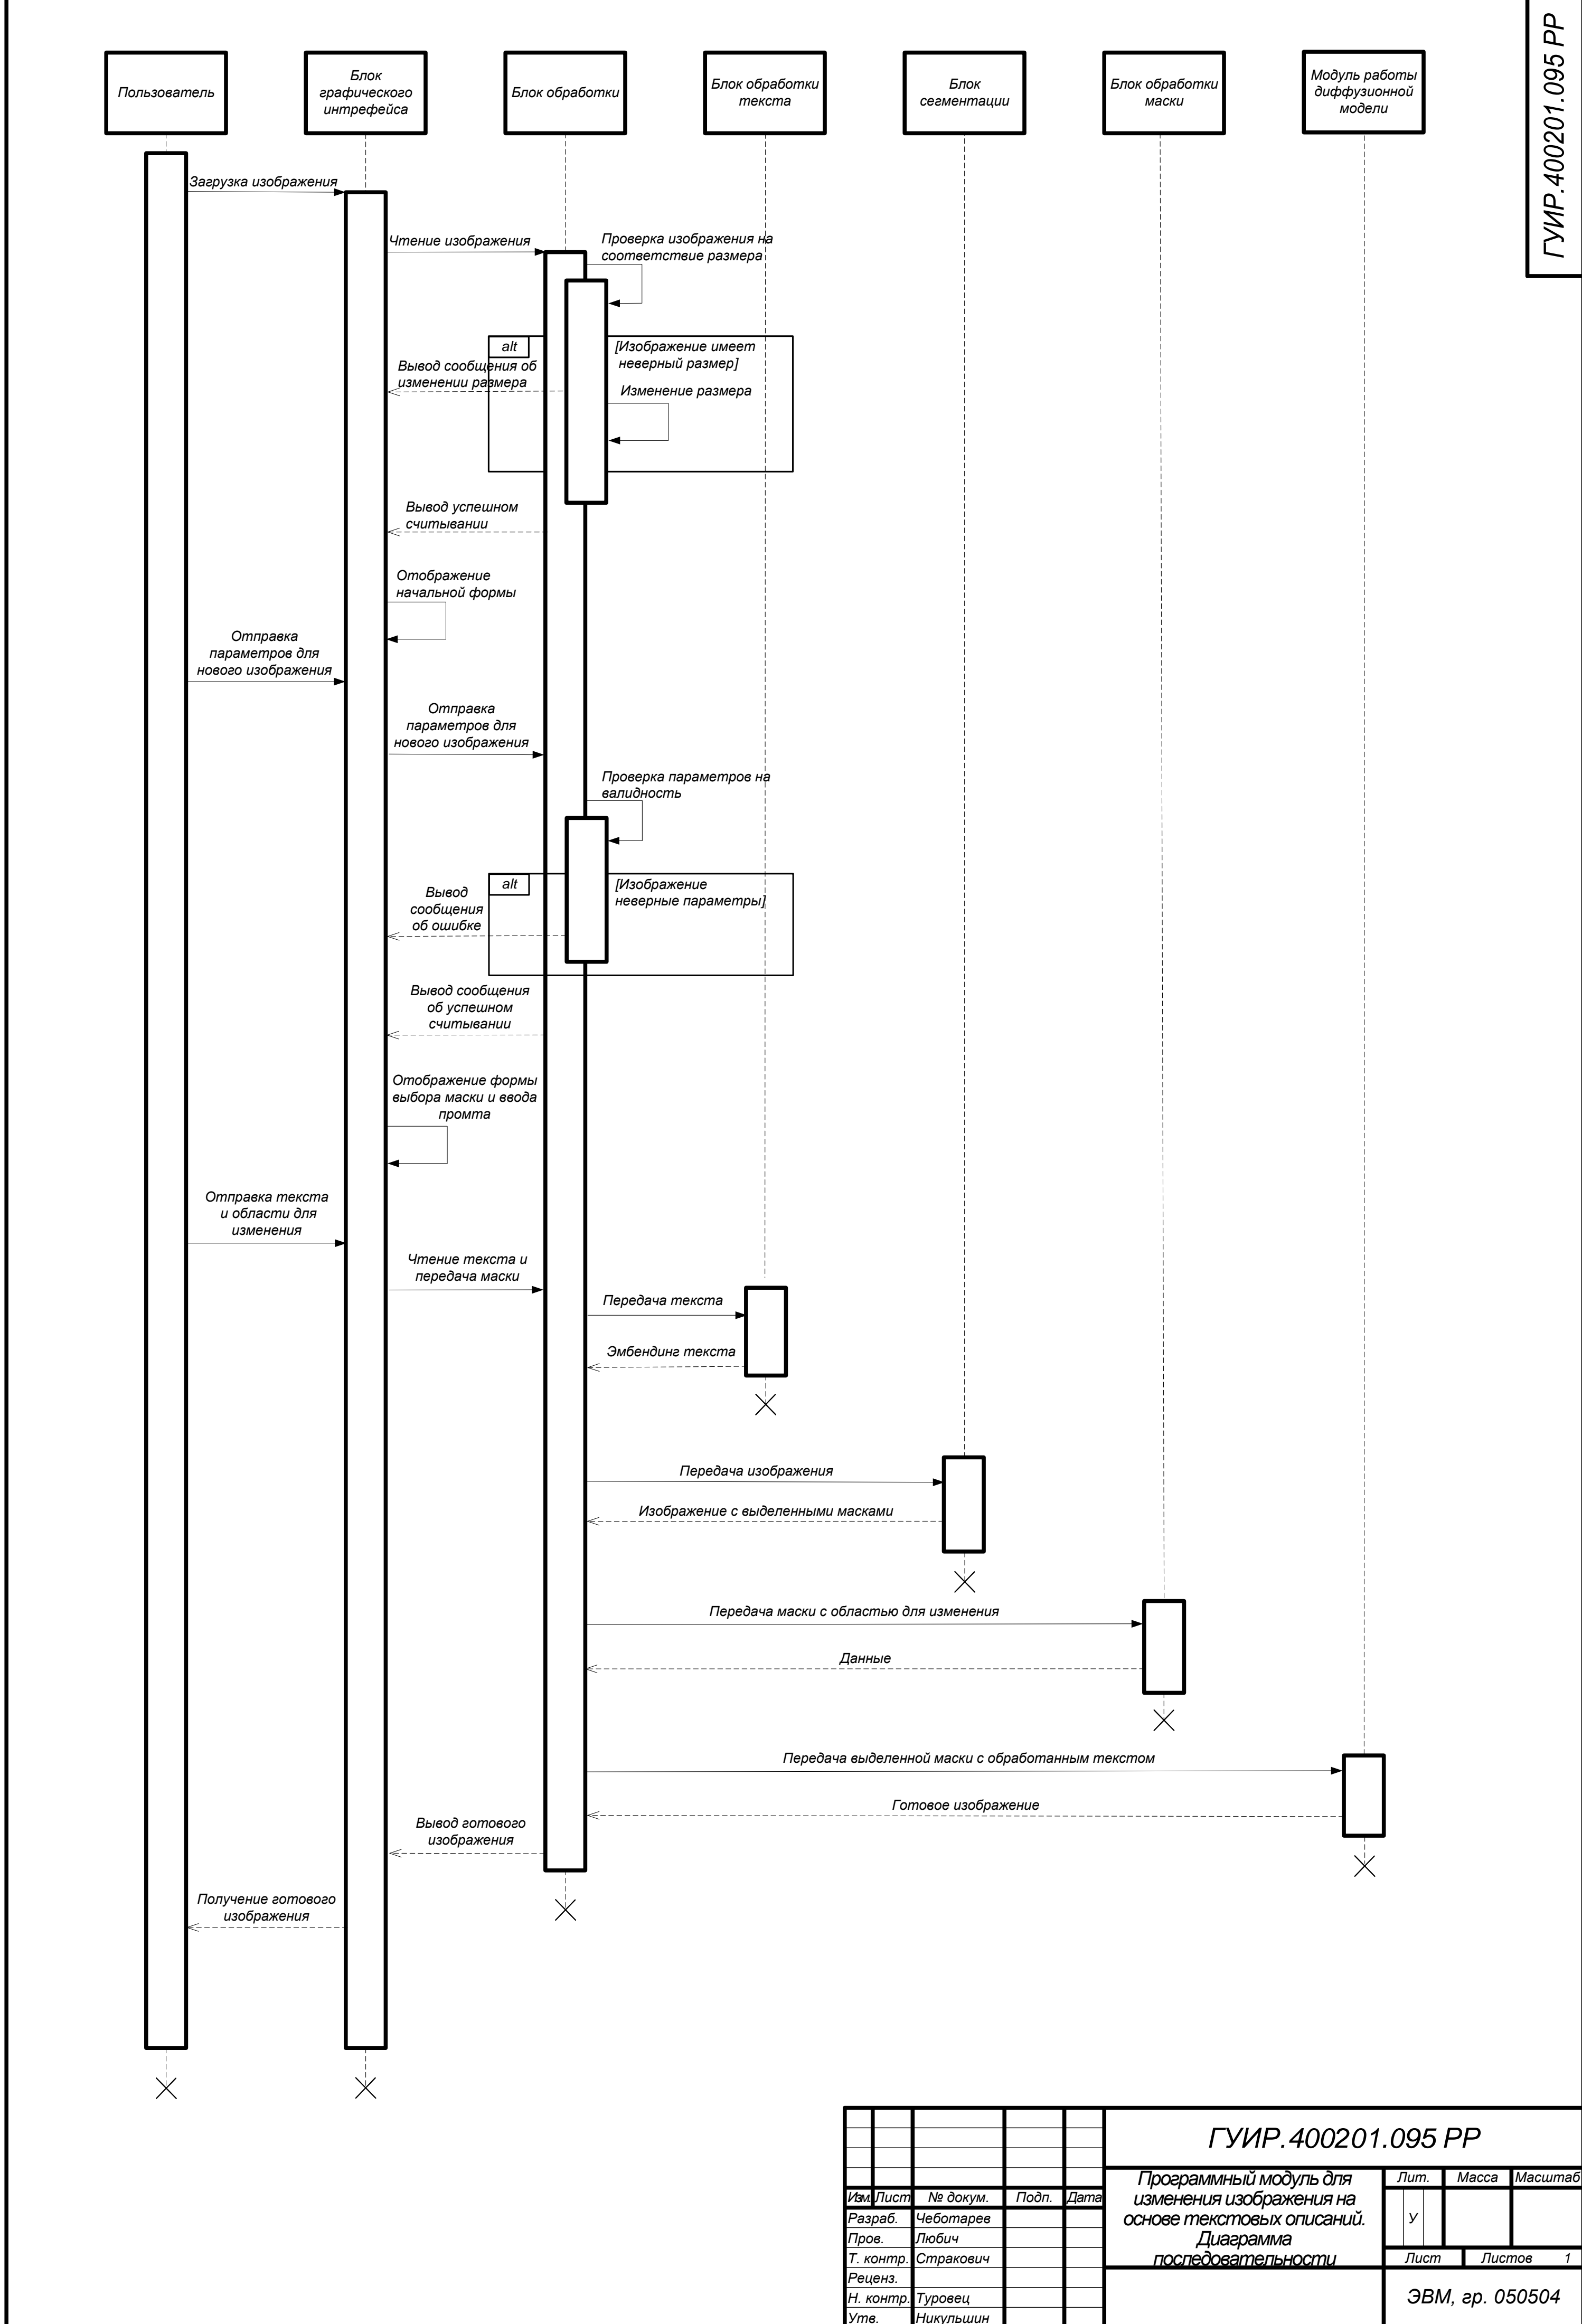 ГУИР.400201.095 РР
Пользователь
Блок
графического
интрефейса
Блок обработки
Блок обработки
текста
Блок
сегментации
Блок обработки
маски
Модуль работы
диффузионной
модели
Загрузка изображения
Чтение изображения
Проверка изображения на
соответствие размера
alt
[Изображение имеет
неверный размер]
Вывод сообщения об
изменении размера
Изменение размера
Вывод успешном
считывании
Отображение
начальной формы
Отправка
параметров для
нового изображения
Отправка
параметров для
нового изображения
Проверка параметров на
валидность
alt
[Изображение
неверные параметры]
Вывод
сообщения
об ошибке
Вывод сообщения
об успешном
считывании
Отображение формы
выбора маски и ввода
промта
Отправка текста
и области для
изменения
Чтение текста и
передача маски
Передача текста
Эмбендинг текста
Передача изображения
Изображение с выделенными масками
Передача маски с областью для изменения
Данные
Передача выделенной маски с обработанным текстом
Готовое изображение
Вывод готового
изображения
Получение готового
изображения
ГУИР.400201.095 РР
Программный модуль для
изменения изображения на
основе текстовых описаний.
Диаграмма
последовательности
Лит. Масса Масштаб
У
Лист Листов 1
ЭВМ, гр. 050504
Изм. Лист № докум. Подп. Дата
Разраб. Чеботарев
Пров. Любич
Т. контр. Стракович
Реценз.
Н. контр. Туровец
Утв. Никульшин